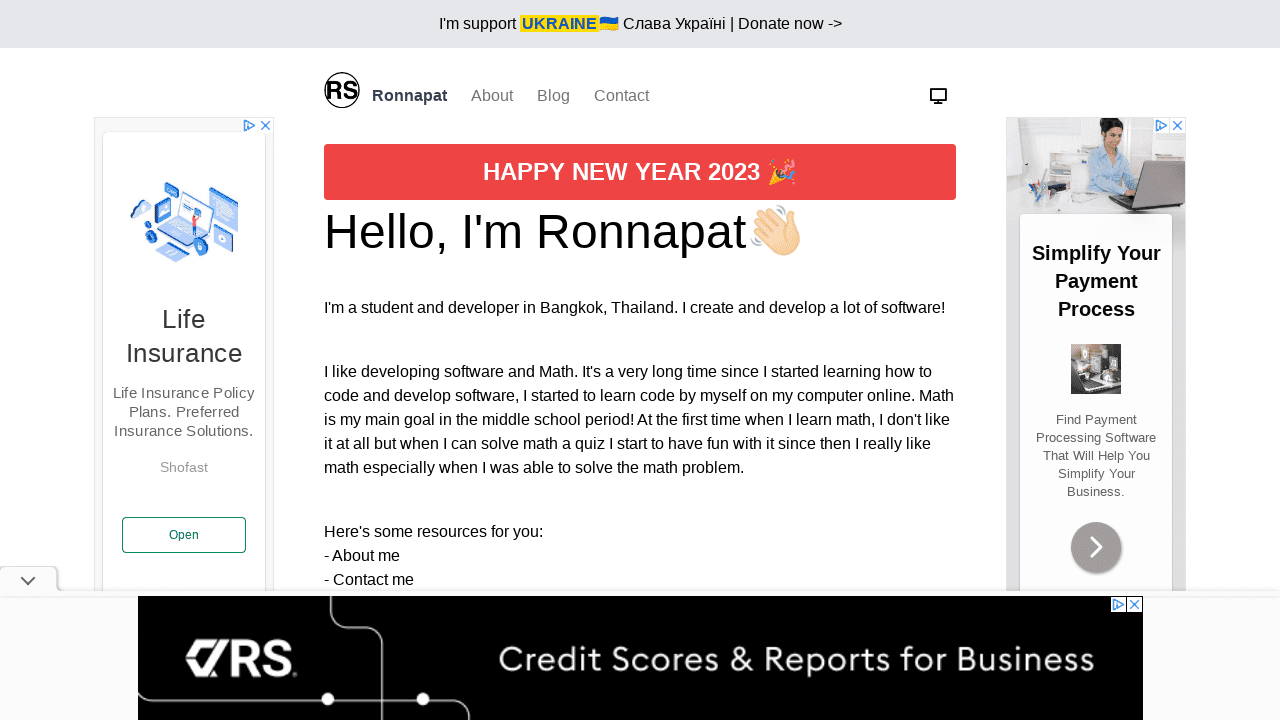 I'm support UKRAINE🇺🇦 Слава Україні | Donate now ->
RS Ronnapat About Blog Contact
HAPPY NEW YEAR 2023 🎉
Hello, I'm Ronnapat👋🏻
I'm a student and developer in Bangkok, Thailand. I create and develop a lot of software!
I like developing software and Math. It's a very long time since I started learning how to
code and develop software, I started to learn code by myself on my computer online. Math
is my main goal in the middle school period! At the first time when I learn math, I don't like
it at all but when I can solve math a quiz I start to have fun with it since then I really like
math especially when I was able to solve the math problem.
Here's some resources for you:
- About me
- Contact me
Life
Insurance
Life Insurance Policy
Plans. Preferred
Insurance Solutions.
Shofast
Open
Simplify Your
Payment
Process
Find Payment
Processing Software
That Will Help You
Simplify Your
Business.
CRS. Credit Scores & Reports for Business